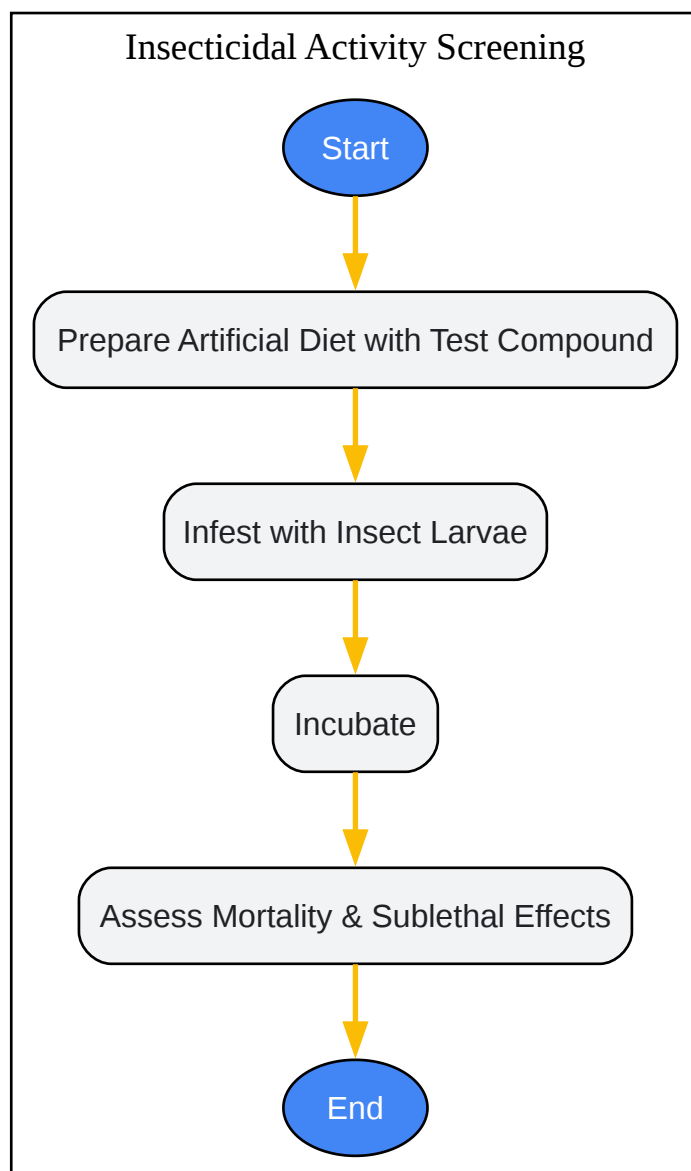 Insecticidal Activity Screening
Start
Prepare Artificial Diet with Test Compound
Infest with Insect Larvae
Incubate
Assess Mortality & Sublethal Effects
End